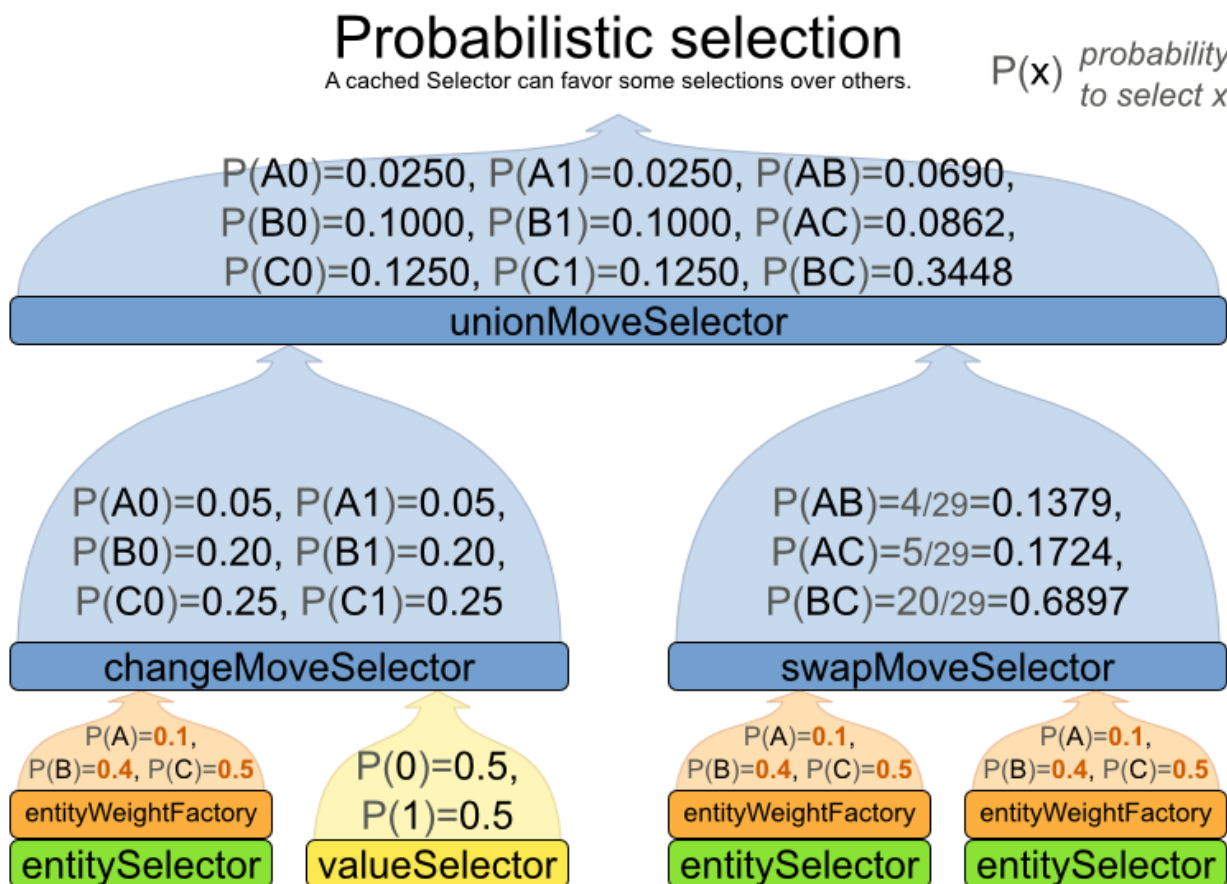 Probabilistic selection
A cached Selector can favor some selections over others.
P(x) probability
to select x
P(A0)=0.0250, P(A1)=0.0250, P(AB)=0.0690,
P(B0)=0.1000, P(B1)=0.1000, P(AC)=0.0862,
P(C0)=0.1250, P(C1)=0.1250, P(BC)=0.3448
unionMoveSelector
P(A0)=0.05, P(A1)=0.05,
P(B0)=0.20, P(B1)=0.20,
P(C0)=0.25, P(C1)=0.25
changeMoveSelector
P(AB)=4/29=0.1379,
P(AC)=5/29=0.1724,
P(BC)=20/29=0.6897
swapMoveSelector
P(A)=0.1,
P(B)=0.4, P(C)=0.5
entityWeightFactory
entitySelector
P(0)=0.5,
P(1)=0.5
valueSelector
P(A)=0.1,
P(B)=0.4, P(C)=0.5
entityWeightFactory
entitySelector
P(A)=0.1,
P(B)=0.4, P(C)=0.5
entityWeightFactory
entitySelector